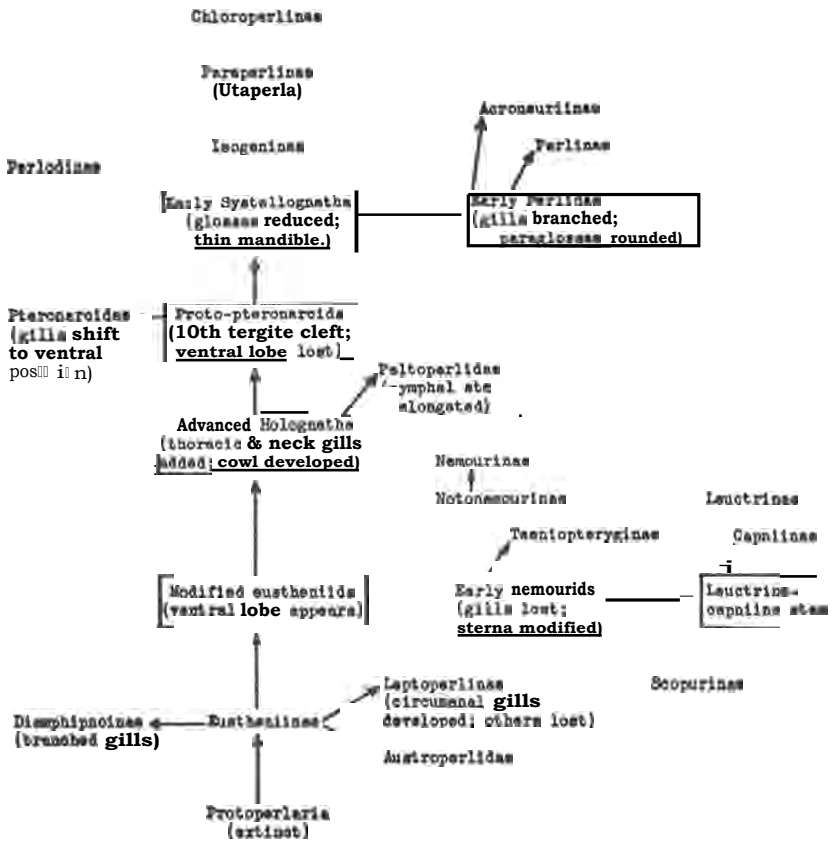 Chloroperlinae
Paraperlinae
(Utaperla)
Acroneuriinae
Isogeninae
Perlinae
Perlodinae
Early Systellognatha
(glossae reduced;
thin mandible.)
Early Perlidae
(gills branched;
paraglossae rounded)
Pteronarcidae
(gills shift
to ventral
Proto-pteronarcids
(10th tergite cleft;
ventral lobe lost)
Peltoperlidae
elongated)
Advanced Holognatha
(thoracic & neck gills
added; cowl developed)
Nemourinae
Notonemourinae
Leuctrinae
Taeniopteryginae
Capniinae
Modified eustheniids
(ventral lobe appears)
Early nemourids
(gills lost;
sterna modified)
Leuctrine-
capniine stem
Leptoperlinae
(circumanal gills
developed; others lost)
Scopurinae
Diamphipnoinae
(branched gills)
Eustheniinae
Austroperlidae
Protoperlaria
(extinct)